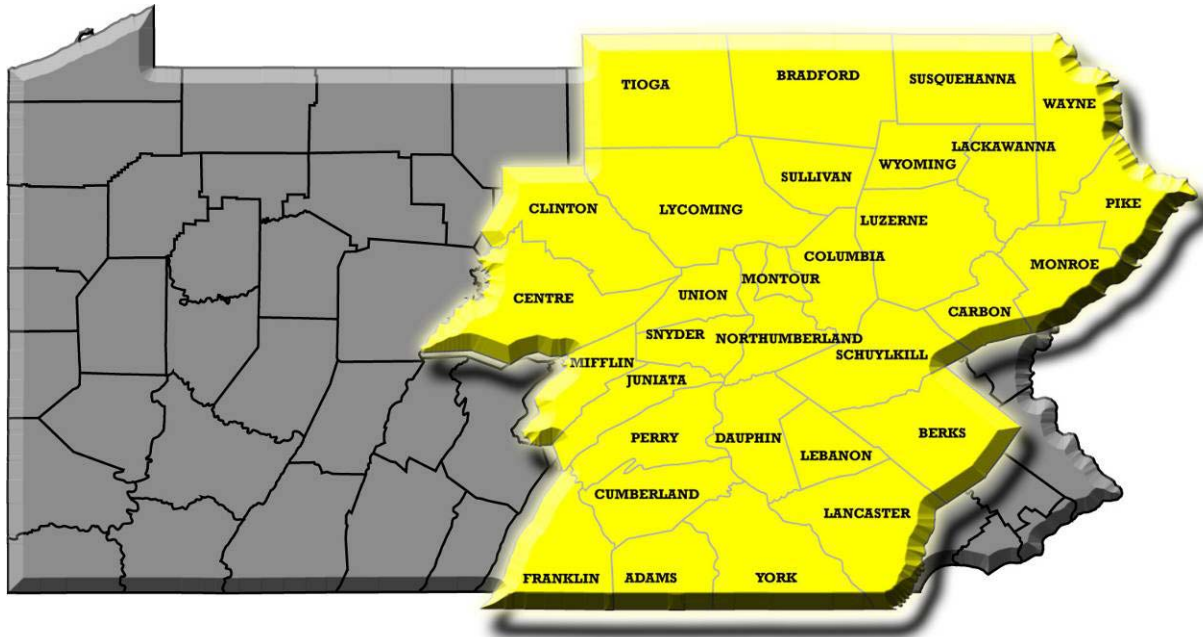 TIOGA
BRADFORD
SUSQUEHANNA
WAYNE
LACKAWANNA
WYOMING
SULLIVAN
CLINTON
LYCOMING
LUZERNE
PIKE
COLUMBIA
MONROE
MONTOUR
CENTRE
UNION
CARBON
SNYDER
NORTHUMBERLAND
SCHUYLKILL
MIFFLIN
JUNIATA
PERRY
DAUPHIN
BERKS
LEBANON
CUMBERLAND
LANCASTER
FRANKLIN
ADAMS
YORK